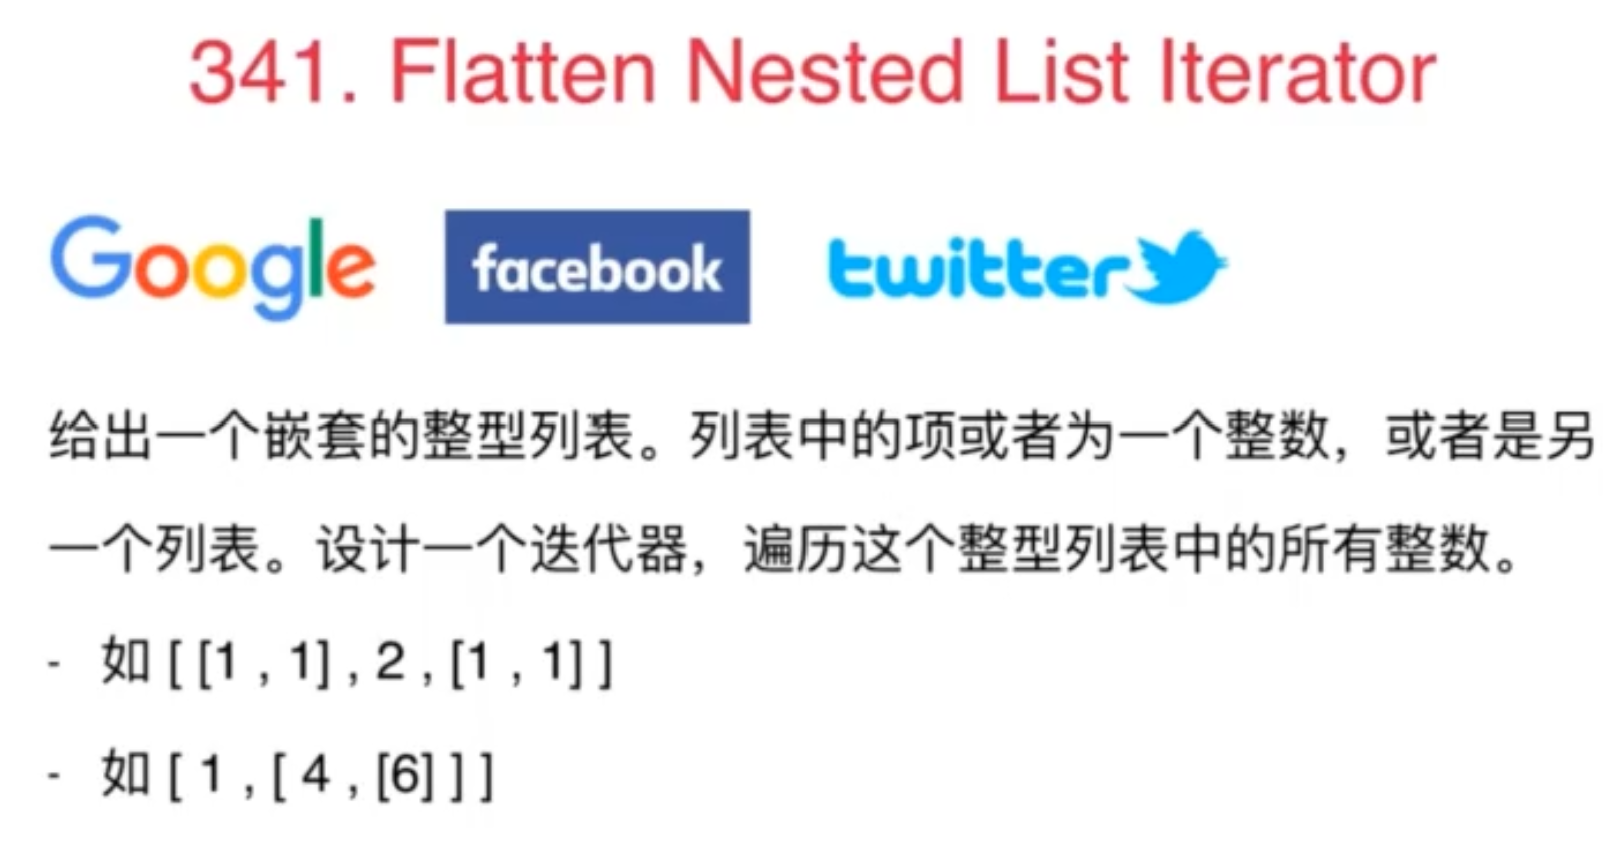 341. Flatten Nested List Iterator
Google facebook twitter
给出一个嵌套的整型列表。列表中的项或者为一个整数，或者是另
一个列表。设计一个迭代器，遍历这个整型列表中的所有整数。
- 如 [ [1 , 1] , 2 , [1 , 1] ]
- 如 [ 1 , [ 4 , [6] ] ]